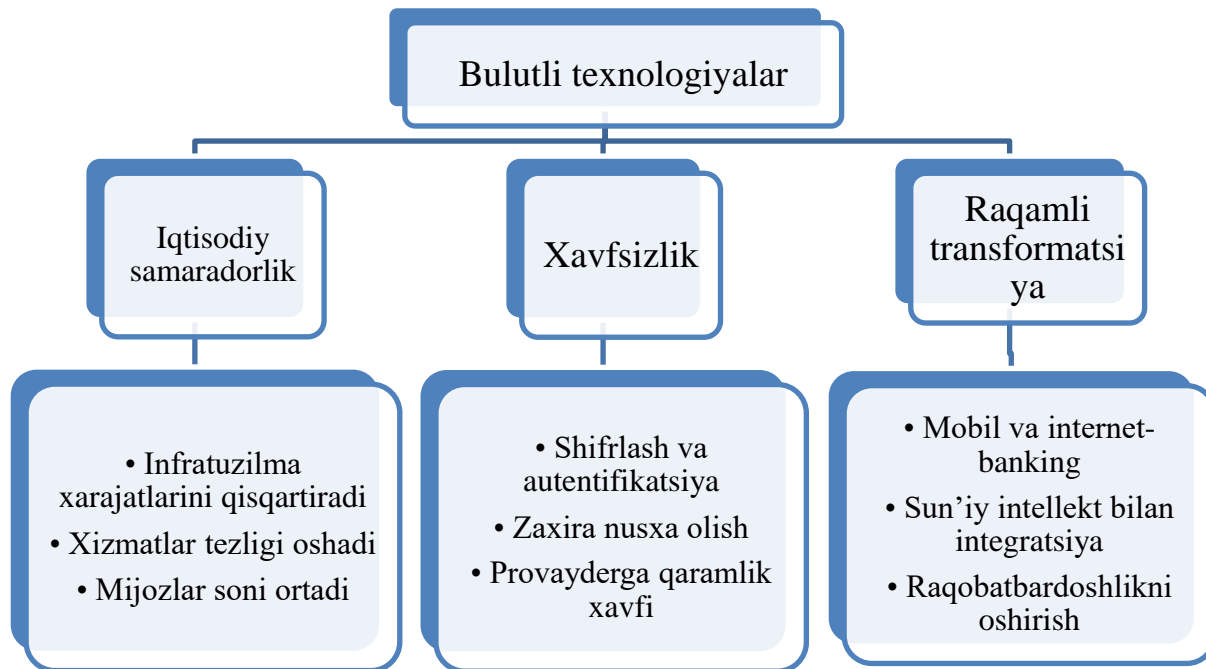 Bulutli texnologiyalar
Iqtisodiy
samaradorlik
Xavfsizlik
Raqamli
transformatsi
ya
• Infratuzilma
xarajatlarini qisqartiradi
• Xizmatlar tezligi oshadi
• Mijozlar soni ortadi
• Shifrlash va
autentifikatsiya
• Zaxira nusxa olish
• Provayderga qaramlik
xavfi
• Mobil va internet-
banking
• Sun’iy intellekt bilan
integratsiya
• Raqobatbardoshlikni
oshirish